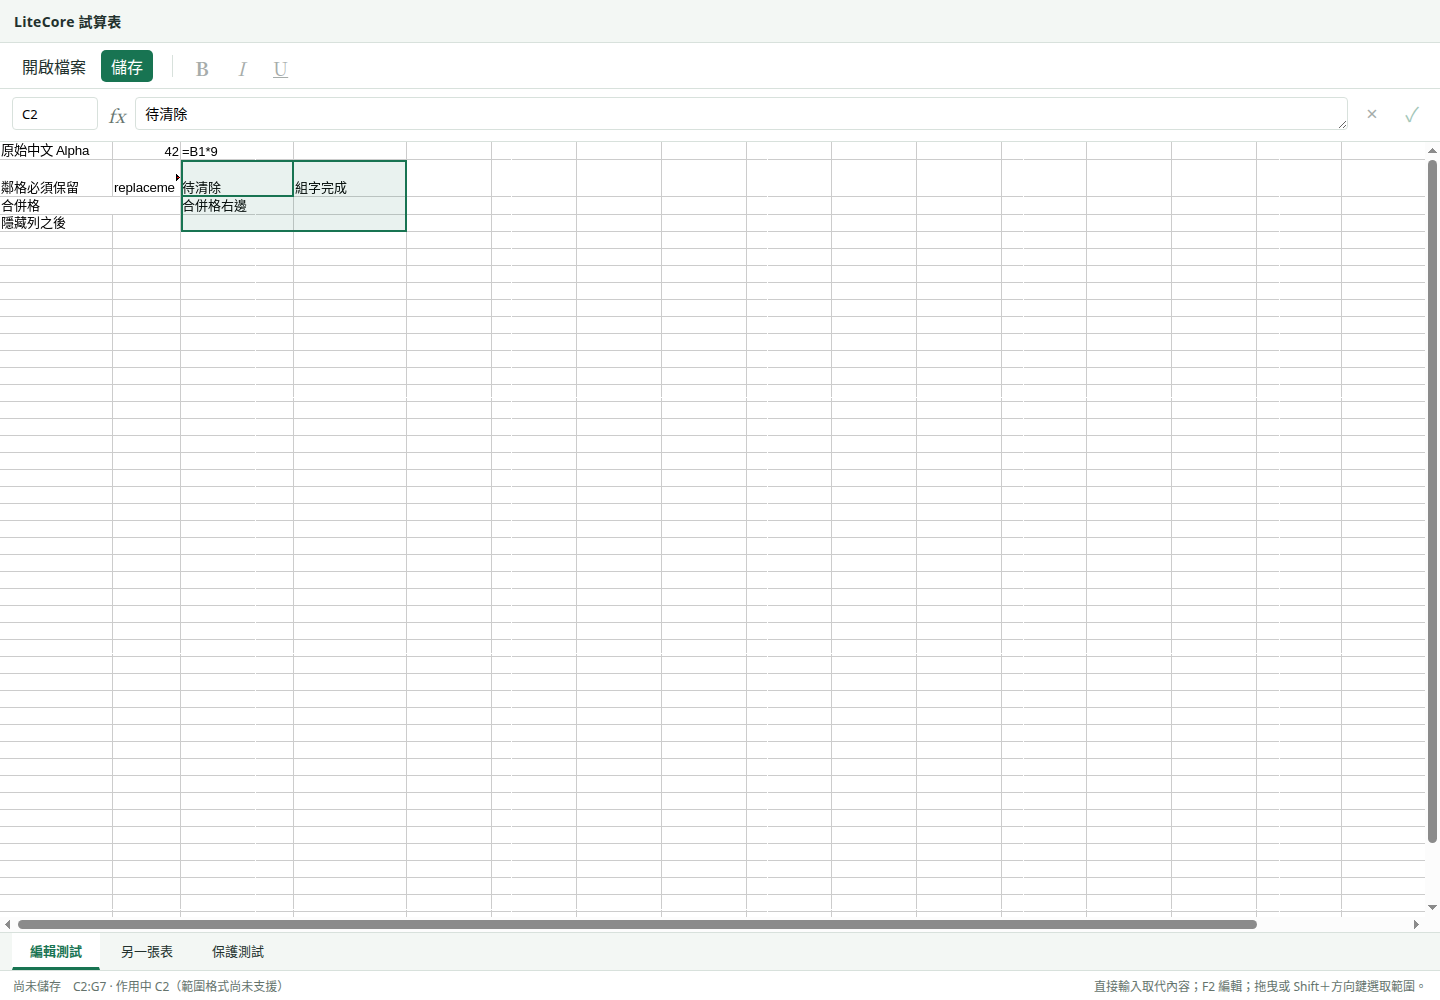 LiteCore 試算表
開啟檔案 儲存 B I U
C2 fx 待清除 × ✓
原始中文 Alpha 42 =B1*9
鄰格必須保留 replaceme 待清除 組字完成
合併格 合併格右邊
隱藏列之後
編輯測試 另一張表 保護測試
尚未儲存 C2:G7 · 作用中 C2（範圍格式尚未支援） 直接輸入取代內容；F2 編輯；拖曳或 Shift＋方向鍵選取範圍。